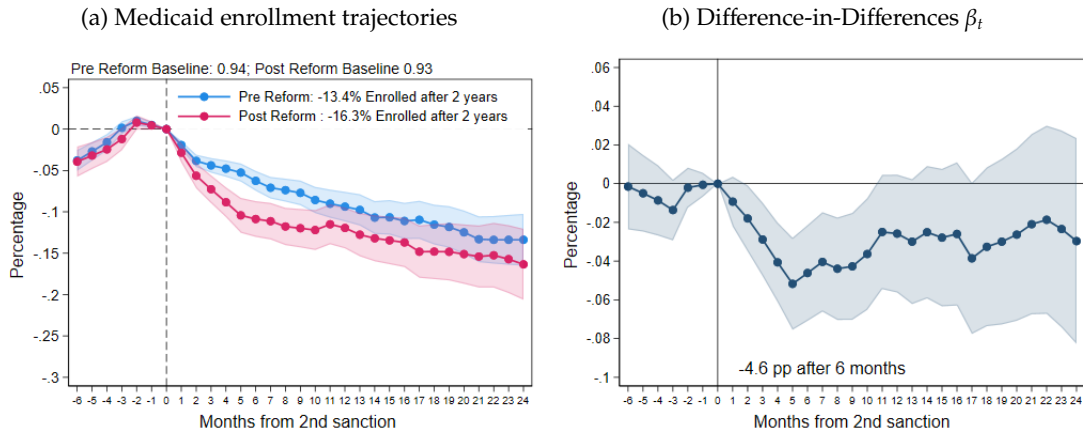 (a) Medicaid enrollment trajectories
Pre Reform Baseline: 0.94; Post Reform Baseline 0.93
Pre Reform: -13.4% Enrolled after 2 years
Post Reform : -16.3% Enrolled after 2 years
Percentage
.05
0
-.05
-.1
-.15
-.2
-.25
-.3
-6 -5 -4 -3 -2 -1 0 1 2 3 4 5 6 7 8 9 10 11 12 13 14 15 16 17 18 19 20 21 22 23 24
Months from 2nd sanction
(b) Difference-in-Differences βt
Percentage
.06
0.04
0.02
0
-0.02
-0.04
-0.06
-0.08
-.1
-4.6 pp after 6 months
-6 -5 -4 -3 -2 -1 0 1 2 3 4 5 6 7 8 9 10 11 12 13 14 15 16 17 18 19 20 21 22 23 24
Months from 2nd sanction